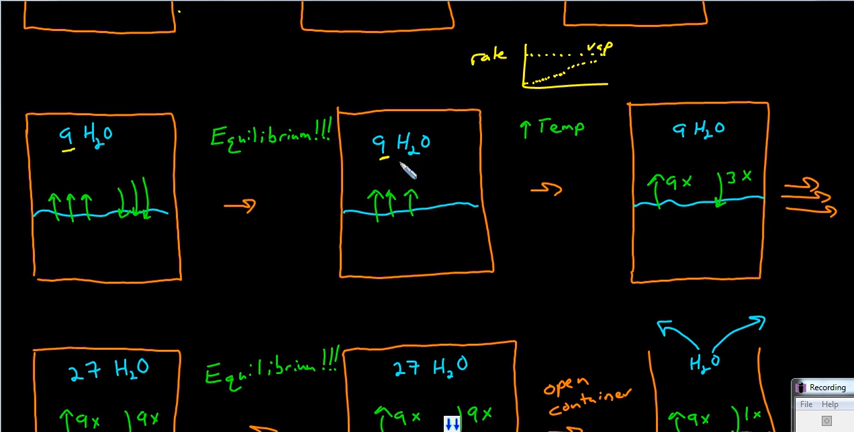 rate
vap
9 H₂O
Equilibrium!!!
9 H₂O
↑ Temp
9 H₂O
↑9x ↓3x
27 H₂O
Equilibrium!!!
27 H₂O
H₂O
open
container
↑9x ↓9x
↑9x ↓9x
↑9x ↓1x
Recording
File Help